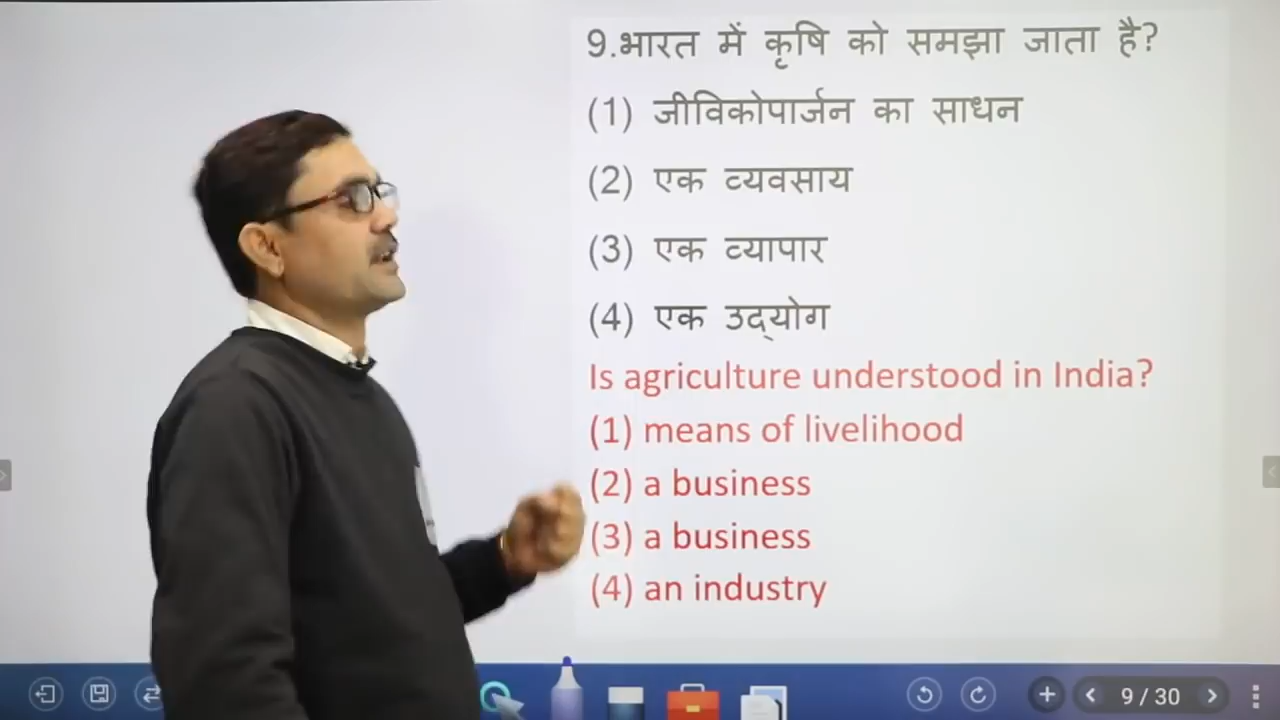 9.भारत में कृषि को समझा जाता है?
(1) जीविकोपार्जन का साधन
(2) एक व्यवसाय
(3) एक व्यापार
(4) एक उद्योग
Is agriculture understood in India?
(1) means of livelihood
(2) a business
(3) a business
(4) an industry
9 / 30